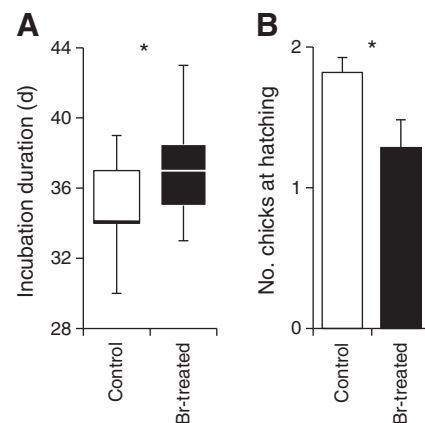 A
Incubation duration (d)
44
40
36
32
28
*
Control
Br-treated
B
No. chicks at hatching
2
1
0
*
Control
Br-treated